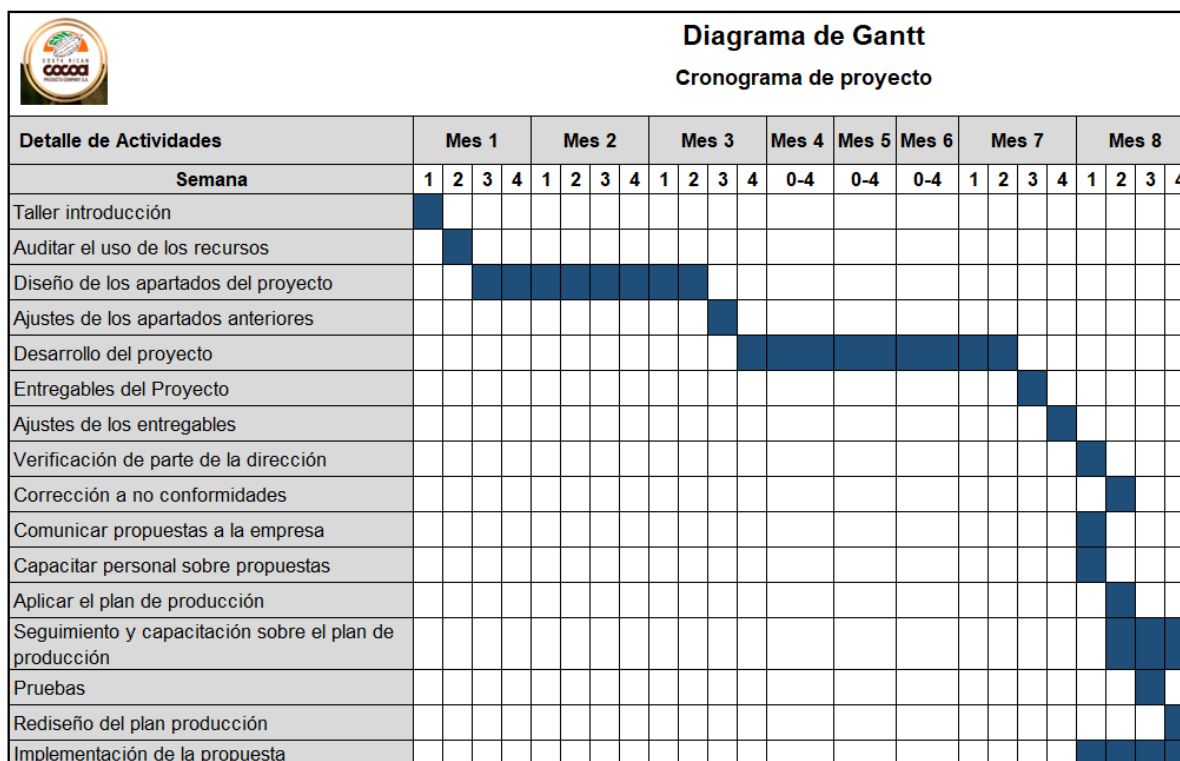 COSTA RICAN
COCOA
PRODUCTS COMPANY S.A.
Diagrama de Gantt
Cronograma de proyecto
Detalle de Actividades Mes 1 Mes 2 Mes 3 Mes 4 Mes 5 Mes 6 Mes 7 Mes 8
Semana 1 2 3 4 1 2 3 4 1 2 3 4 0-4 0-4 0-4 1 2 3 4 1 2 3 4
Taller introducción
Auditar el uso de los recursos
Diseño de los apartados del proyecto
Ajustes de los apartados anteriores
Desarrollo del proyecto
Entregables del Proyecto
Ajustes de los entregables
Verificación de parte de la dirección
Corrección a no conformidades
Comunicar propuestas a la empresa
Capacitar personal sobre propuestas
Aplicar el plan de producción
Seguimiento y capacitación sobre el plan de
producción
Pruebas
Rediseño del plan producción
Implementación de la propuesta